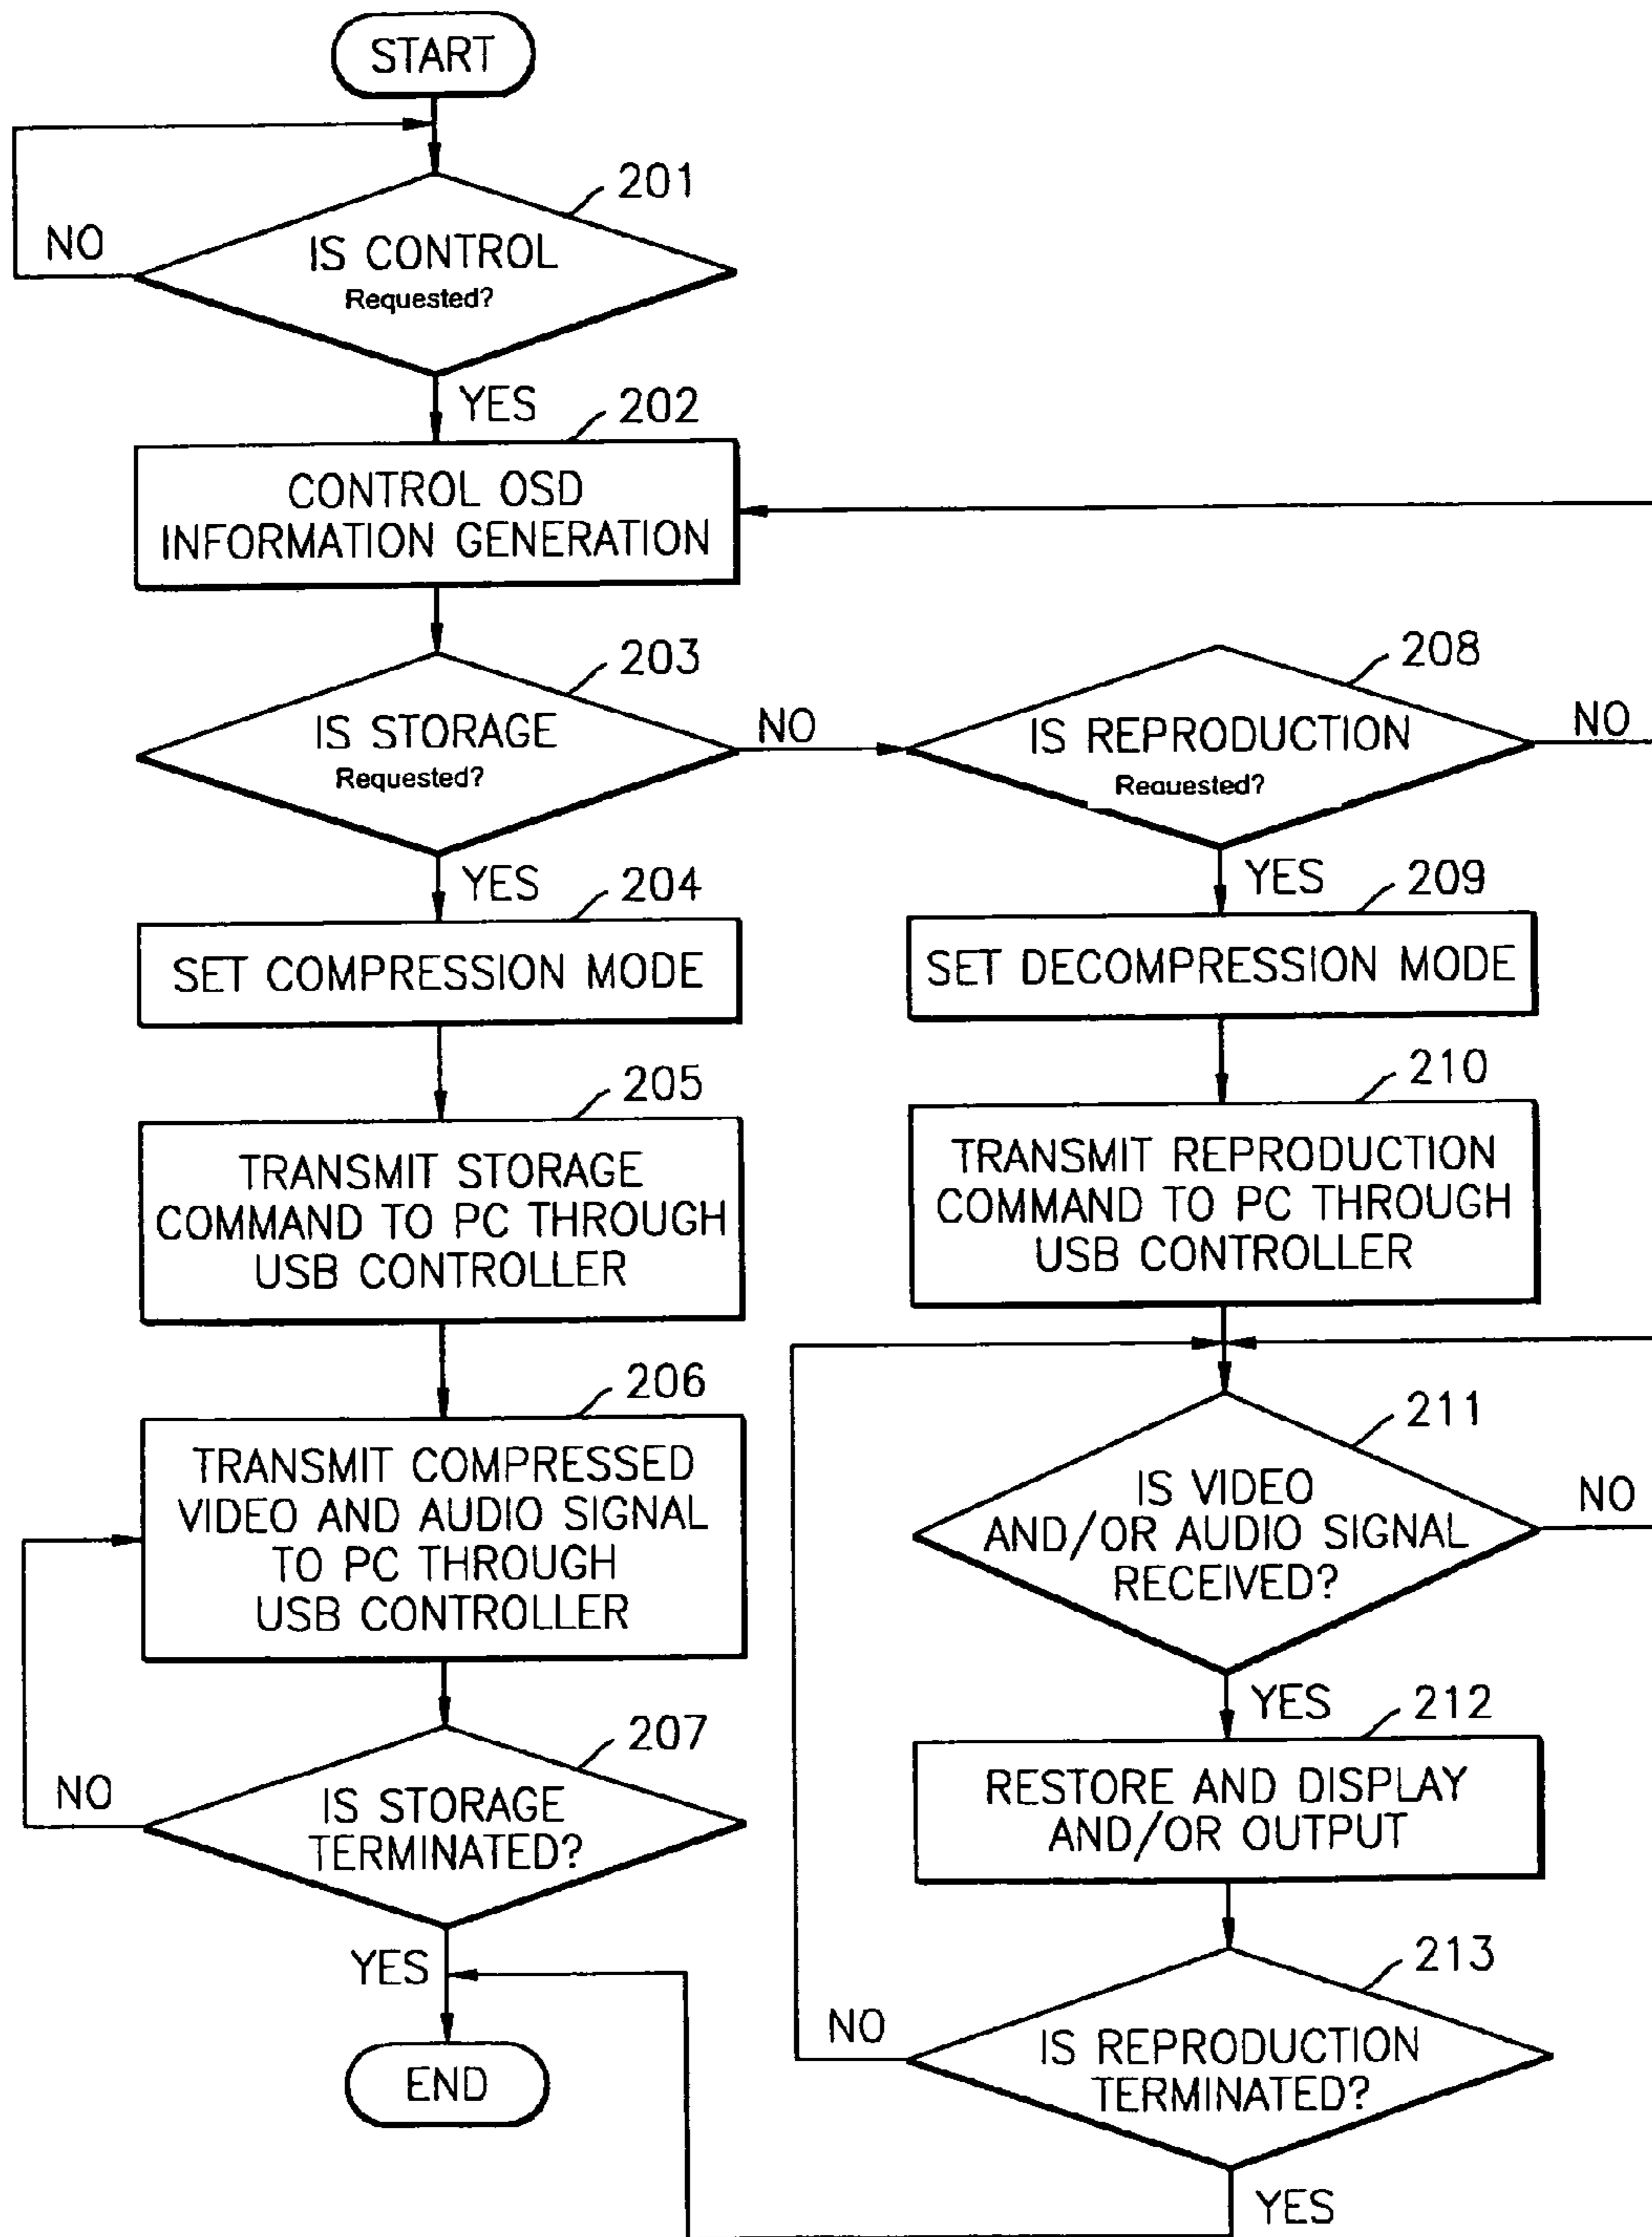 START
201
NO
IS CONTROL
Requested?
YES
202
CONTROL OSD
INFORMATION GENERATION
203
IS STORAGE
Requested?
NO
208
IS REPRODUCTION
Requested?
NO
YES
204
SET COMPRESSION MODE
YES
209
SET DECOMPRESSION MODE
205
TRANSMIT STORAGE
COMMAND TO PC THROUGH
USB CONTROLLER
210
TRANSMIT REPRODUCTION
COMMAND TO PC THROUGH
USB CONTROLLER
206
TRANSMIT COMPRESSED
VIDEO AND AUDIO SIGNAL
TO PC THROUGH
USB CONTROLLER
211
IS VIDEO
AND/OR AUDIO SIGNAL
RECEIVED?
NO
207
NO
IS STORAGE
TERMINATED?
YES
212
RESTORE AND DISPLAY
AND/OR OUTPUT
YES
END
213
NO
IS REPRODUCTION
TERMINATED?
YES